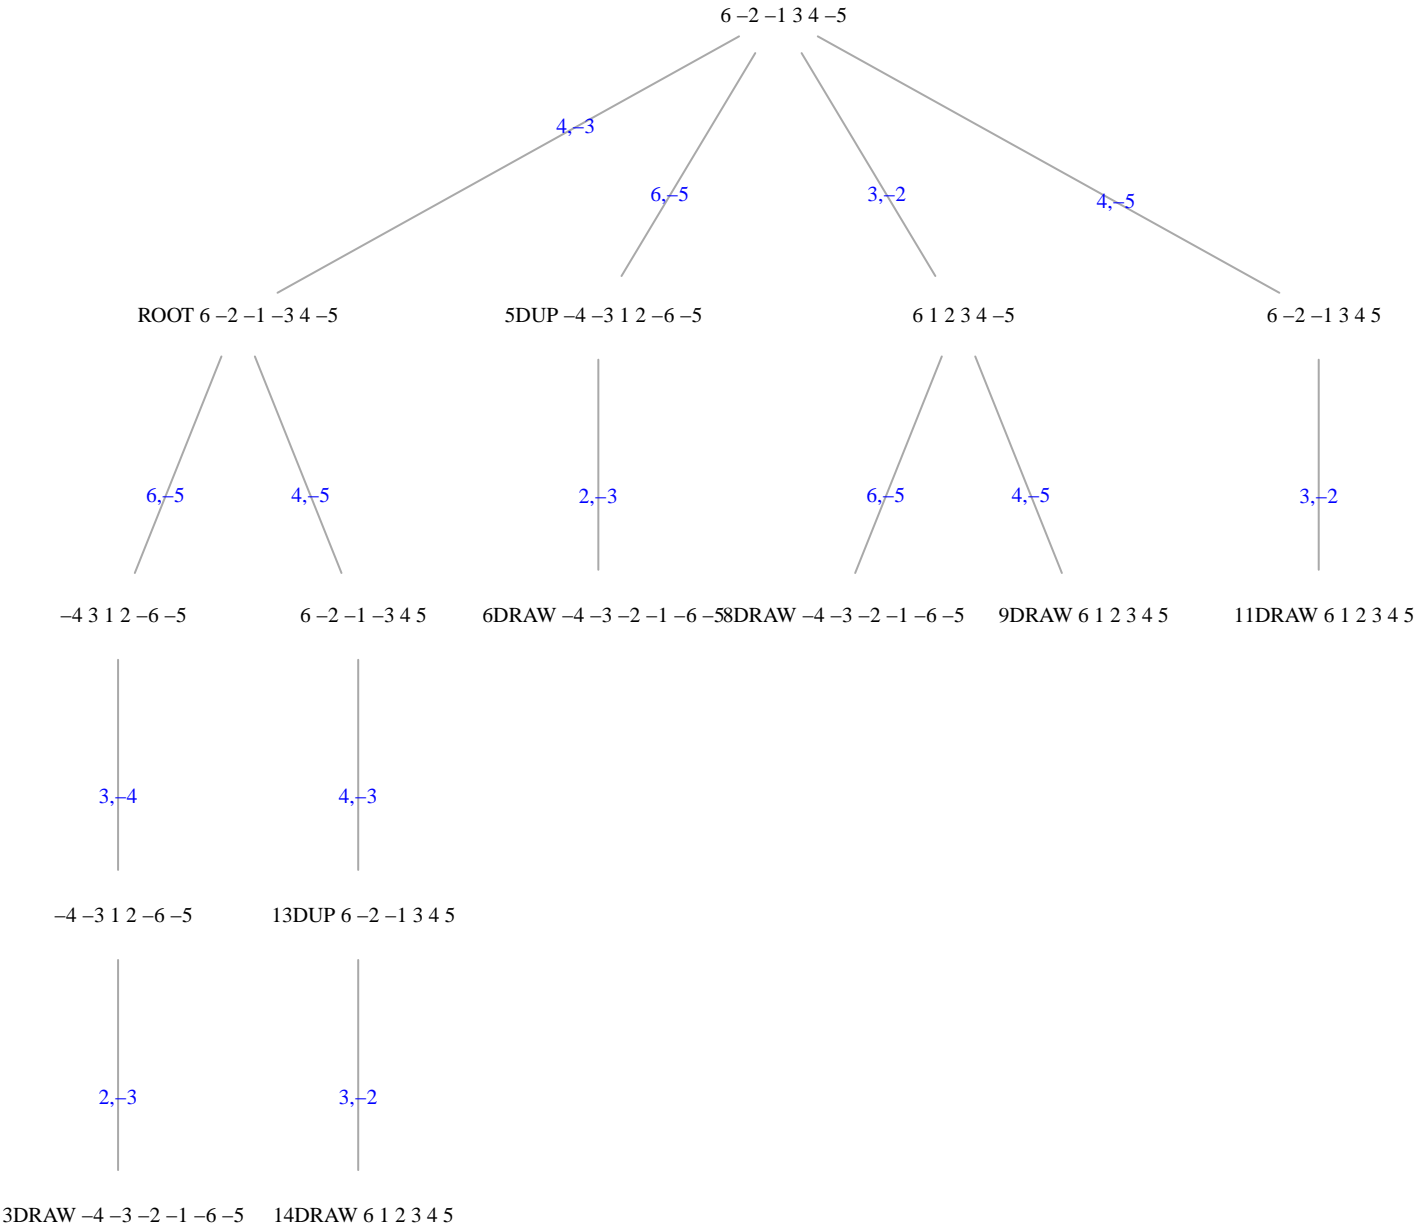 6 –2 –1 3 4 –5
4,–3
6,–5
3,–2
4,–5
ROOT 6 –2 –1 –3 4 –5
5DUP –4 –3 1 2 –6 –5
6 1 2 3 4 –5
6 –2 –1 3 4 5
6,–5
4,–5
2,–3
6,–5
4,–5
3,–2
–4 3 1 2 –6 –5
6 –2 –1 –3 4 5
6DRAW –4 –3 –2 –1 –6 –5
8DRAW –4 –3 –2 –1 –6 –5
9DRAW 6 1 2 3 4 5
11DRAW 6 1 2 3 4 5
3,–4
4,–3
–4 –3 1 2 –6 –5
13DUP 6 –2 –1 3 4 5
2,–3
3,–2
3DRAW –4 –3 –2 –1 –6 –5
14DRAW 6 1 2 3 4 5